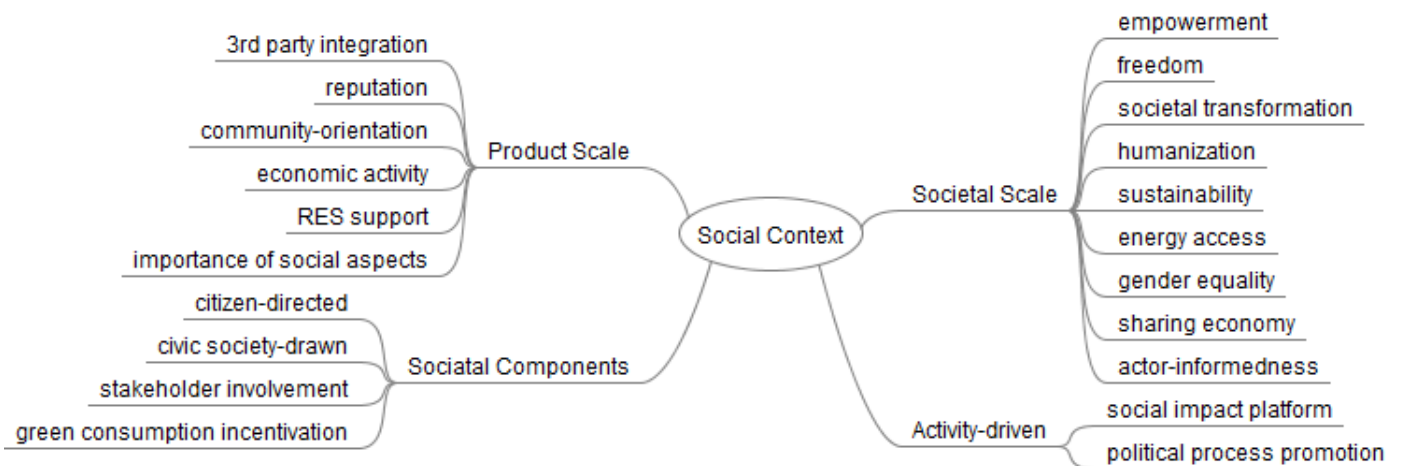 3rd party integration
reputation
community-orientation
economic activity
RES support
importance of social aspects
Product Scale
citizen-directed
civic society-drawn
stakeholder involvement
green consumption incentivation
Sociatal Components
Social Context
Societal Scale
empowerment
freedom
societal transformation
humanization
sustainability
energy access
gender equality
sharing economy
actor-informedness
Activity-driven
social impact platform
political process promotion